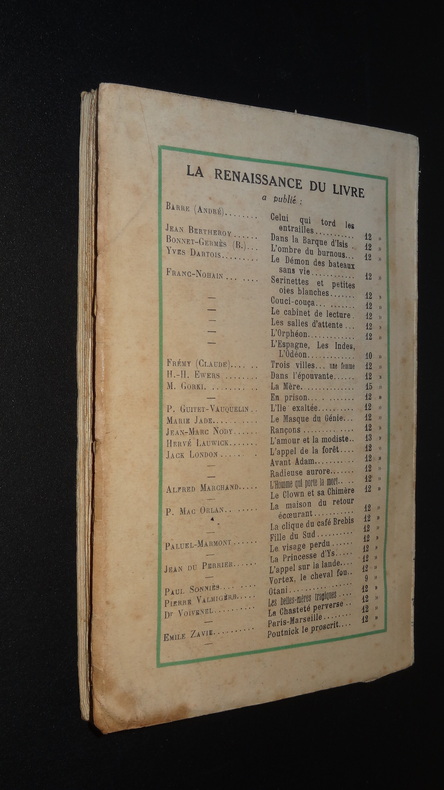 LA RENAISSANCE DU LIVRE
a publié :
BARRE (ANDRÉ)........ Celui qui tord les
entrailles........... 12 »
JEAN BERTHEROY...... Dans la Barque d'Isis .. 12 »
BONNET-GERMÈS (B.)... L'ombre du burnous... 12 »
YVES DARTOIS......... Le Démon des bateaux
sans vie............ 12 »
FRANC-NOHAIN ... .... Serinettes et petites
oies blanches....... 12 »
— Couci-couça ... ..... 12 »
— Le cabinet de lecture 12 »
— Les salles d'attente ... 12 »
— L'Orphéon............ 12 »
— L'Espagne, Les Indes,
L'Odéon............ 10 »
FRÉMY (CLAUDE)..... .. Trois villes... une femme 12 »
H.-H. EWERS ......... Dans l'épouvante...... 12 »
M. GORKI............ La Mère............. 15 »
— En prison........... 12 »
P. GUITET-VAUQUELIN .. L'Ile exaltée......... 12 »
MARIE JADE........... Le Masque du Génie... 12 »
JEAN-MARC NODY...... Rançons............. 12 »
HERVÉ LAUWICK....... L'amour et la modiste.. 13 »
JACK LONDON ........ L'appel de la forêt.... 12 »
— Avant Adam.......... 12 »
— Radieuse aurore....... 12 »
— L'Homme qui porte la mort.... 12 »
ALFRED MARCHAND..... Le Clown et sa Chimère 12 »
P. MAC ORLAN......... La maison du retour
écœurant........... 12 »
— La clique du café Brebis 12 »
— Fille du Sud......... 12 »
PALUEL-MARMONT...... Le visage perdu....... 12 »
— La Princesse d'Ys..... 12 »
JEAN DU PERRIER...... L'appel sur la lande.... 12 »
— Vortex, le cheval fou.. 9 »
PAUL SONNIÈS ....... Otani............... 12 »
PIERRE VALMIGÈRE..... Les belles-mères tragiques .... 12 »
Dr VOIVENEL.......... Le Chasteté perverse .. 12 »
EMILE ZAVIE.......... Paris-Marseille........ 12 »
— Poutnick le proscrit.... 12 »